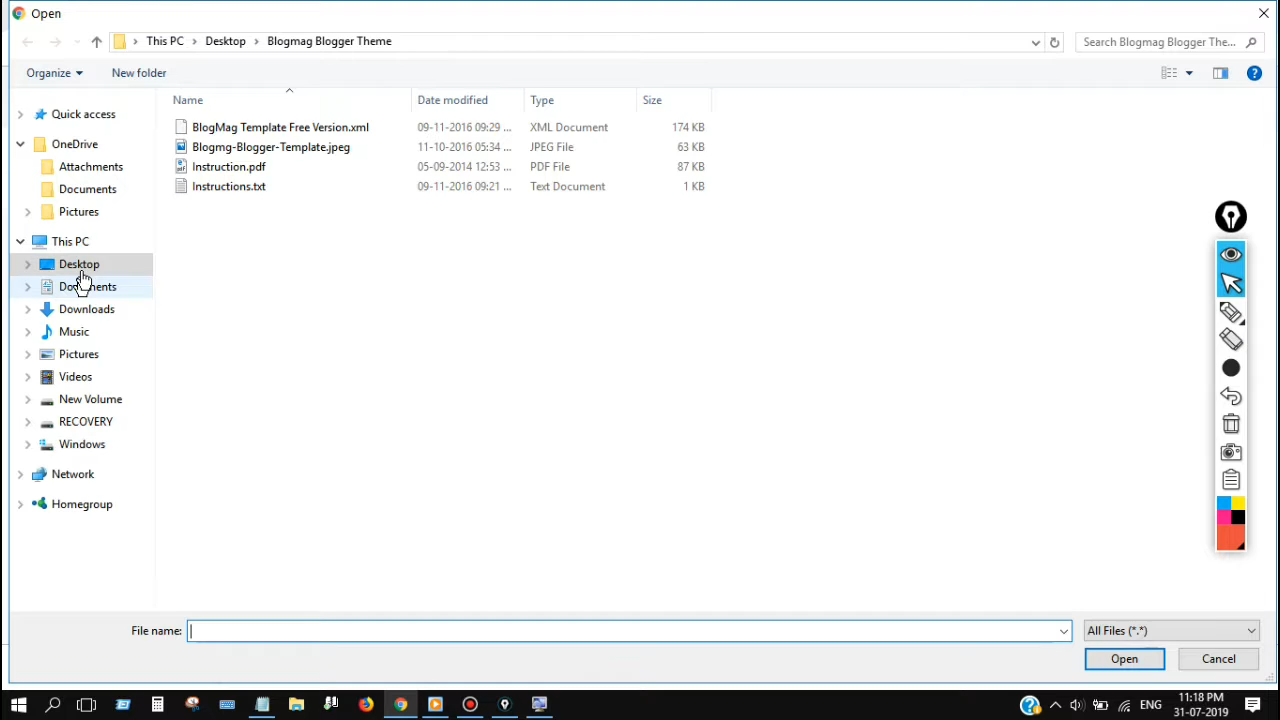 Open
This PC > Desktop > Blogmag Blogger Theme
Search Blogmag Blogger The...
Organize
New folder
Name Date modified Type Size
BlogMag Template Free Version.xml 09-11-2016 09:29 ... XML Document 174 KB
Blogmg-Blogger-Template.jpeg 11-10-2016 05:34 ... JPEG File 63 KB
Instruction.pdf 05-09-2014 12:53 ... PDF File 87 KB
Instructions.txt 09-11-2016 09:21 ... Text Document 1 KB
Quick access
OneDrive
Attachments
Documents
Pictures
This PC
Desktop
Documents
Downloads
Music
Pictures
Videos
New Volume
RECOVERY
Windows
Network
Homegroup
File name:
All Files (*.*)
Open Cancel
ENG
11:18 PM
31-07-2019